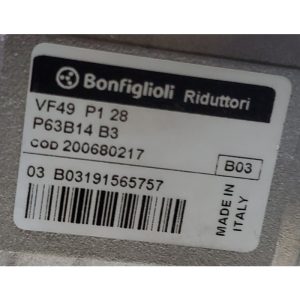 Bonfiglioli Riduttori
VF49 P1 28
P63B14 B3
COD 200680217
B03
03 B03191565757
MADE IN
ITALY